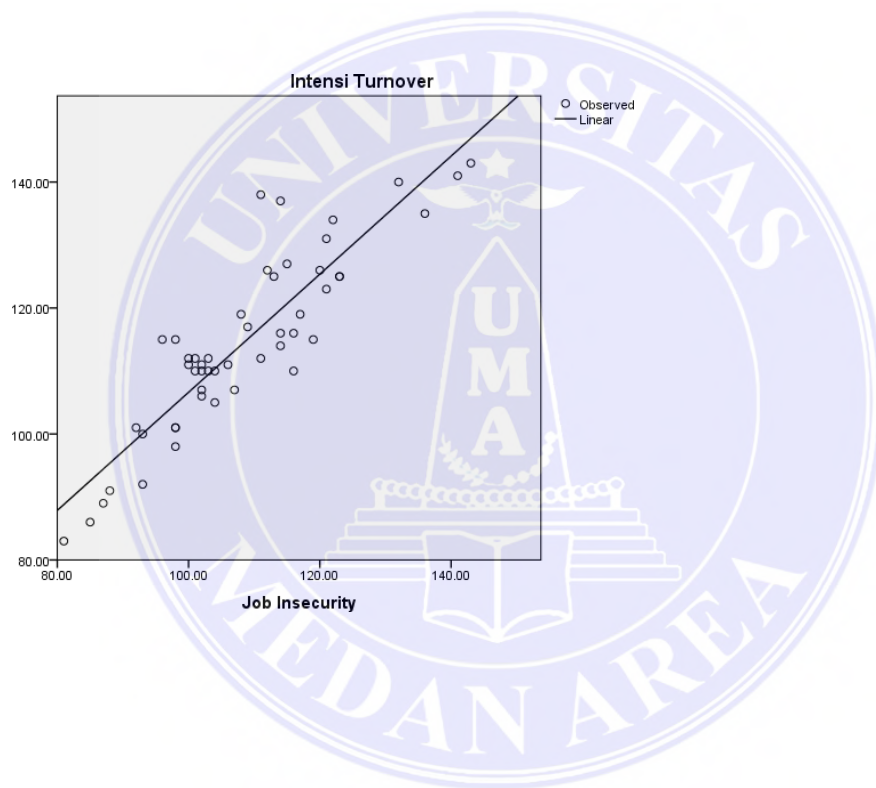 Intensi Turnover
Observed
Linear
140.00
120.00
100.00
80.00
80.00
100.00
120.00
140.00
Job Insecurity
UNIVERSITAS
UMA
MEDAN AREA